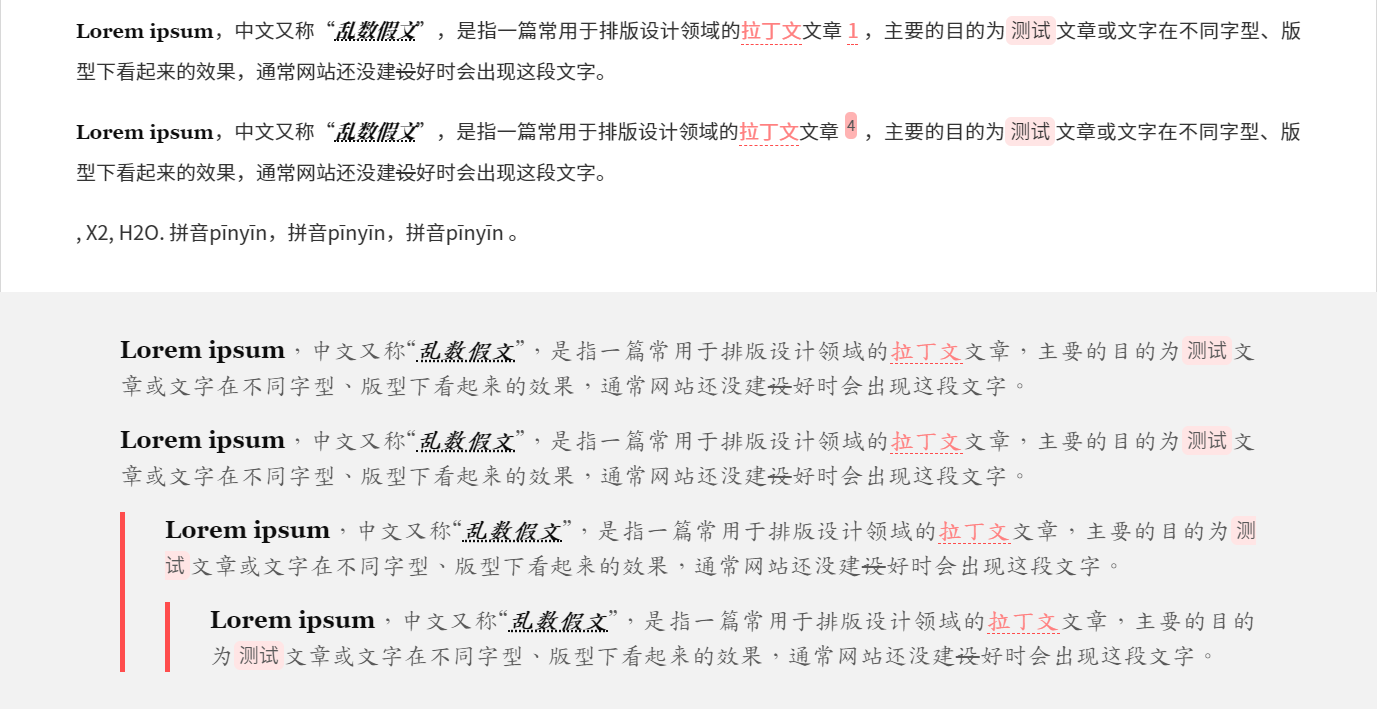 Lorem ipsum，中文又称“乱数假文”，是指一篇常用于排版设计领域的拉丁文文章 1 ，主要的目的为 测试 文章或文字在不同字型、版
型下看起来的效果，通常网站还没建设好时会出现这段文字。
Lorem ipsum，中文又称“乱数假文”，是指一篇常用于排版设计领域的拉丁文文章 4 ，主要的目的为 测试 文章或文字在不同字型、版
型下看起来的效果，通常网站还没建设好时会出现这段文字。
, X2, H2O. 拼音pīnyīn，拼音pīnyīn，拼音pīnyīn 。
Lorem ipsum，中文又称“乱数假文”，是指一篇常用于排版设计领域的拉丁文文章，主要的目的为 测试 文
章或文字在不同字型、版型下看起来的效果，通常网站还没建设好时会出现这段文字。
Lorem ipsum，中文又称“乱数假文”，是指一篇常用于排版设计领域的拉丁文文章，主要的目的为 测试 文
章或文字在不同字型、版型下看起来的效果，通常网站还没建设好时会出现这段文字。
Lorem ipsum，中文又称“乱数假文”，是指一篇常用于排版设计领域的拉丁文文章，主要的目的为 测
试 文章或文字在不同字型、版型下看起来的效果，通常网站还没建设好时会出现这段文字。
Lorem ipsum，中文又称“乱数假文”，是指一篇常用于排版设计领域的拉丁文文章，主要的目的
为 测试 文章或文字在不同字型、版型下看起来的效果，通常网站还没建设好时会出现这段文字。